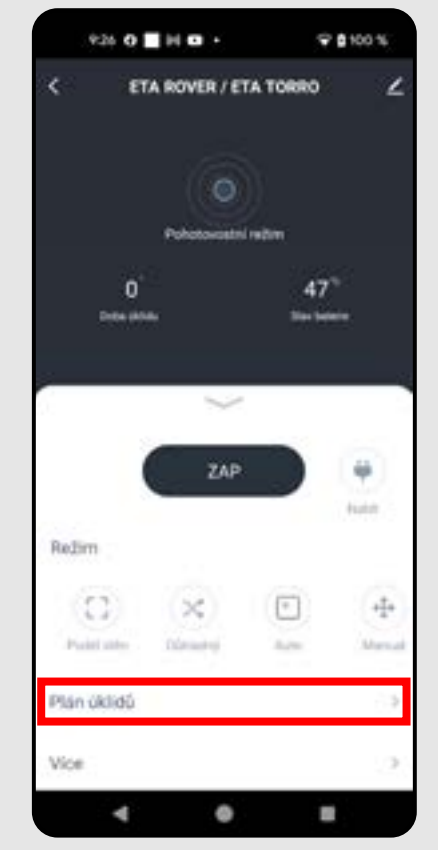 9:26
100 %
ETA ROVER / ETA TORRO
Pohotovostní režim
0
47 %
Doba úklidu
Stav baterie
ZAP
Nabít
Režim
Podél stěn
Důkladný
Auto
Manual
Plán úklidů
Více